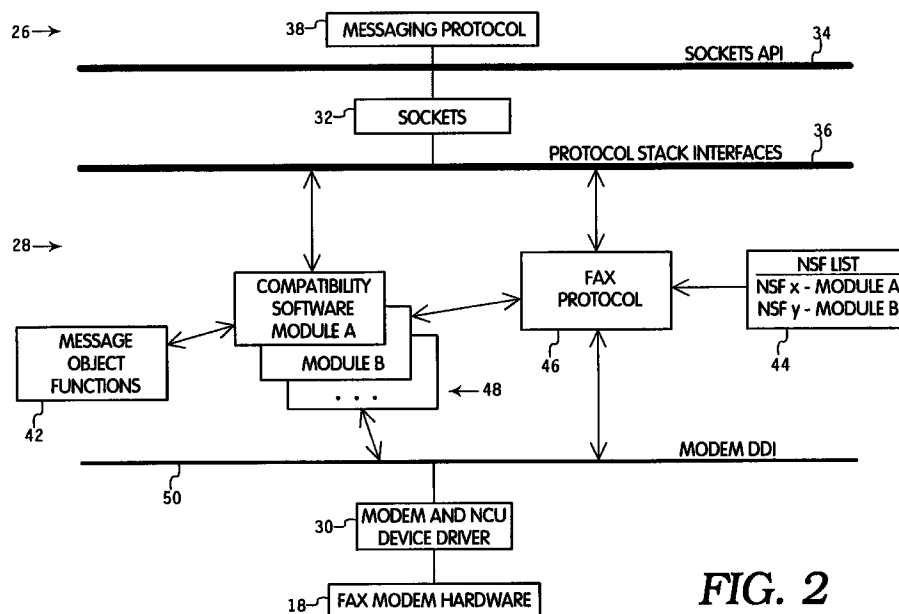 26
38
MESSAGING PROTOCOL
34
SOCKETS API
32
SOCKETS
36
PROTOCOL STACK INTERFACES
28
COMPATIBILITY
SOFTWARE
MODULE A
MODULE B
. . .
48
MESSAGE
OBJECT
FUNCTIONS
42
FAX
PROTOCOL
46
NSF LIST
NSF x - MODULE A
NSF y - MODULE B
44
MODEM DDI
50
30
MODEM AND NCU
DEVICE DRIVER
18
FAX MODEM HARDWARE
FIG. 2